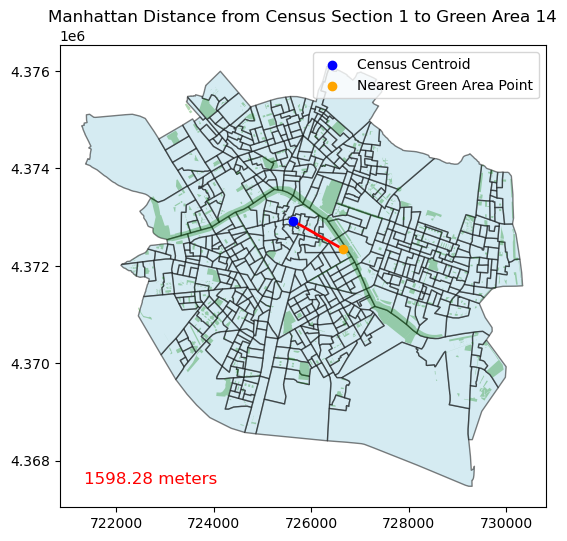 Manhattan Distance from Census Section 1 to Green Area 14
1e6
Census Centroid
Nearest Green Area Point
4.376
4.374
4.372
4.370
4.368
1598.28 meters
722000 724000 726000 728000 730000